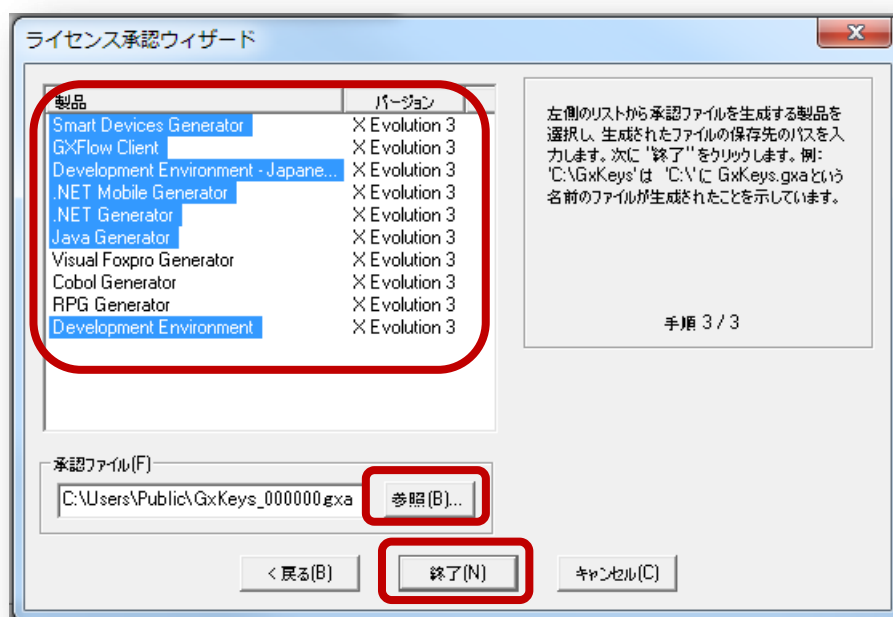 ライセンス承認ウィザード
製品 バージョン
Smart Devices Generator X Evolution 3
GXFlow Client X Evolution 3
Development Environment - Japane... X Evolution 3
.NET Mobile Generator X Evolution 3
.NET Generator X Evolution 3
Java Generator X Evolution 3
Visual Foxpro Generator X Evolution 3
Cobol Generator X Evolution 3
RPG Generator X Evolution 3
Development Environment X Evolution 3
左側のリストから承認ファイルを生成する製品を
選択し、生成されたファイルの保存先のパスを入
力します。次に "終了" をクリックします。例:
'C:\GxKeys' は 'C:\' に GxKeys.gxa という
名前のファイルが生成されたことを示しています。
手順 3 / 3
承認ファイル(F)
C:\Users\Public\GxKeys_000000.gxa
参照(B)...
< 戻る(B)
終了(N)
キャンセル(C)